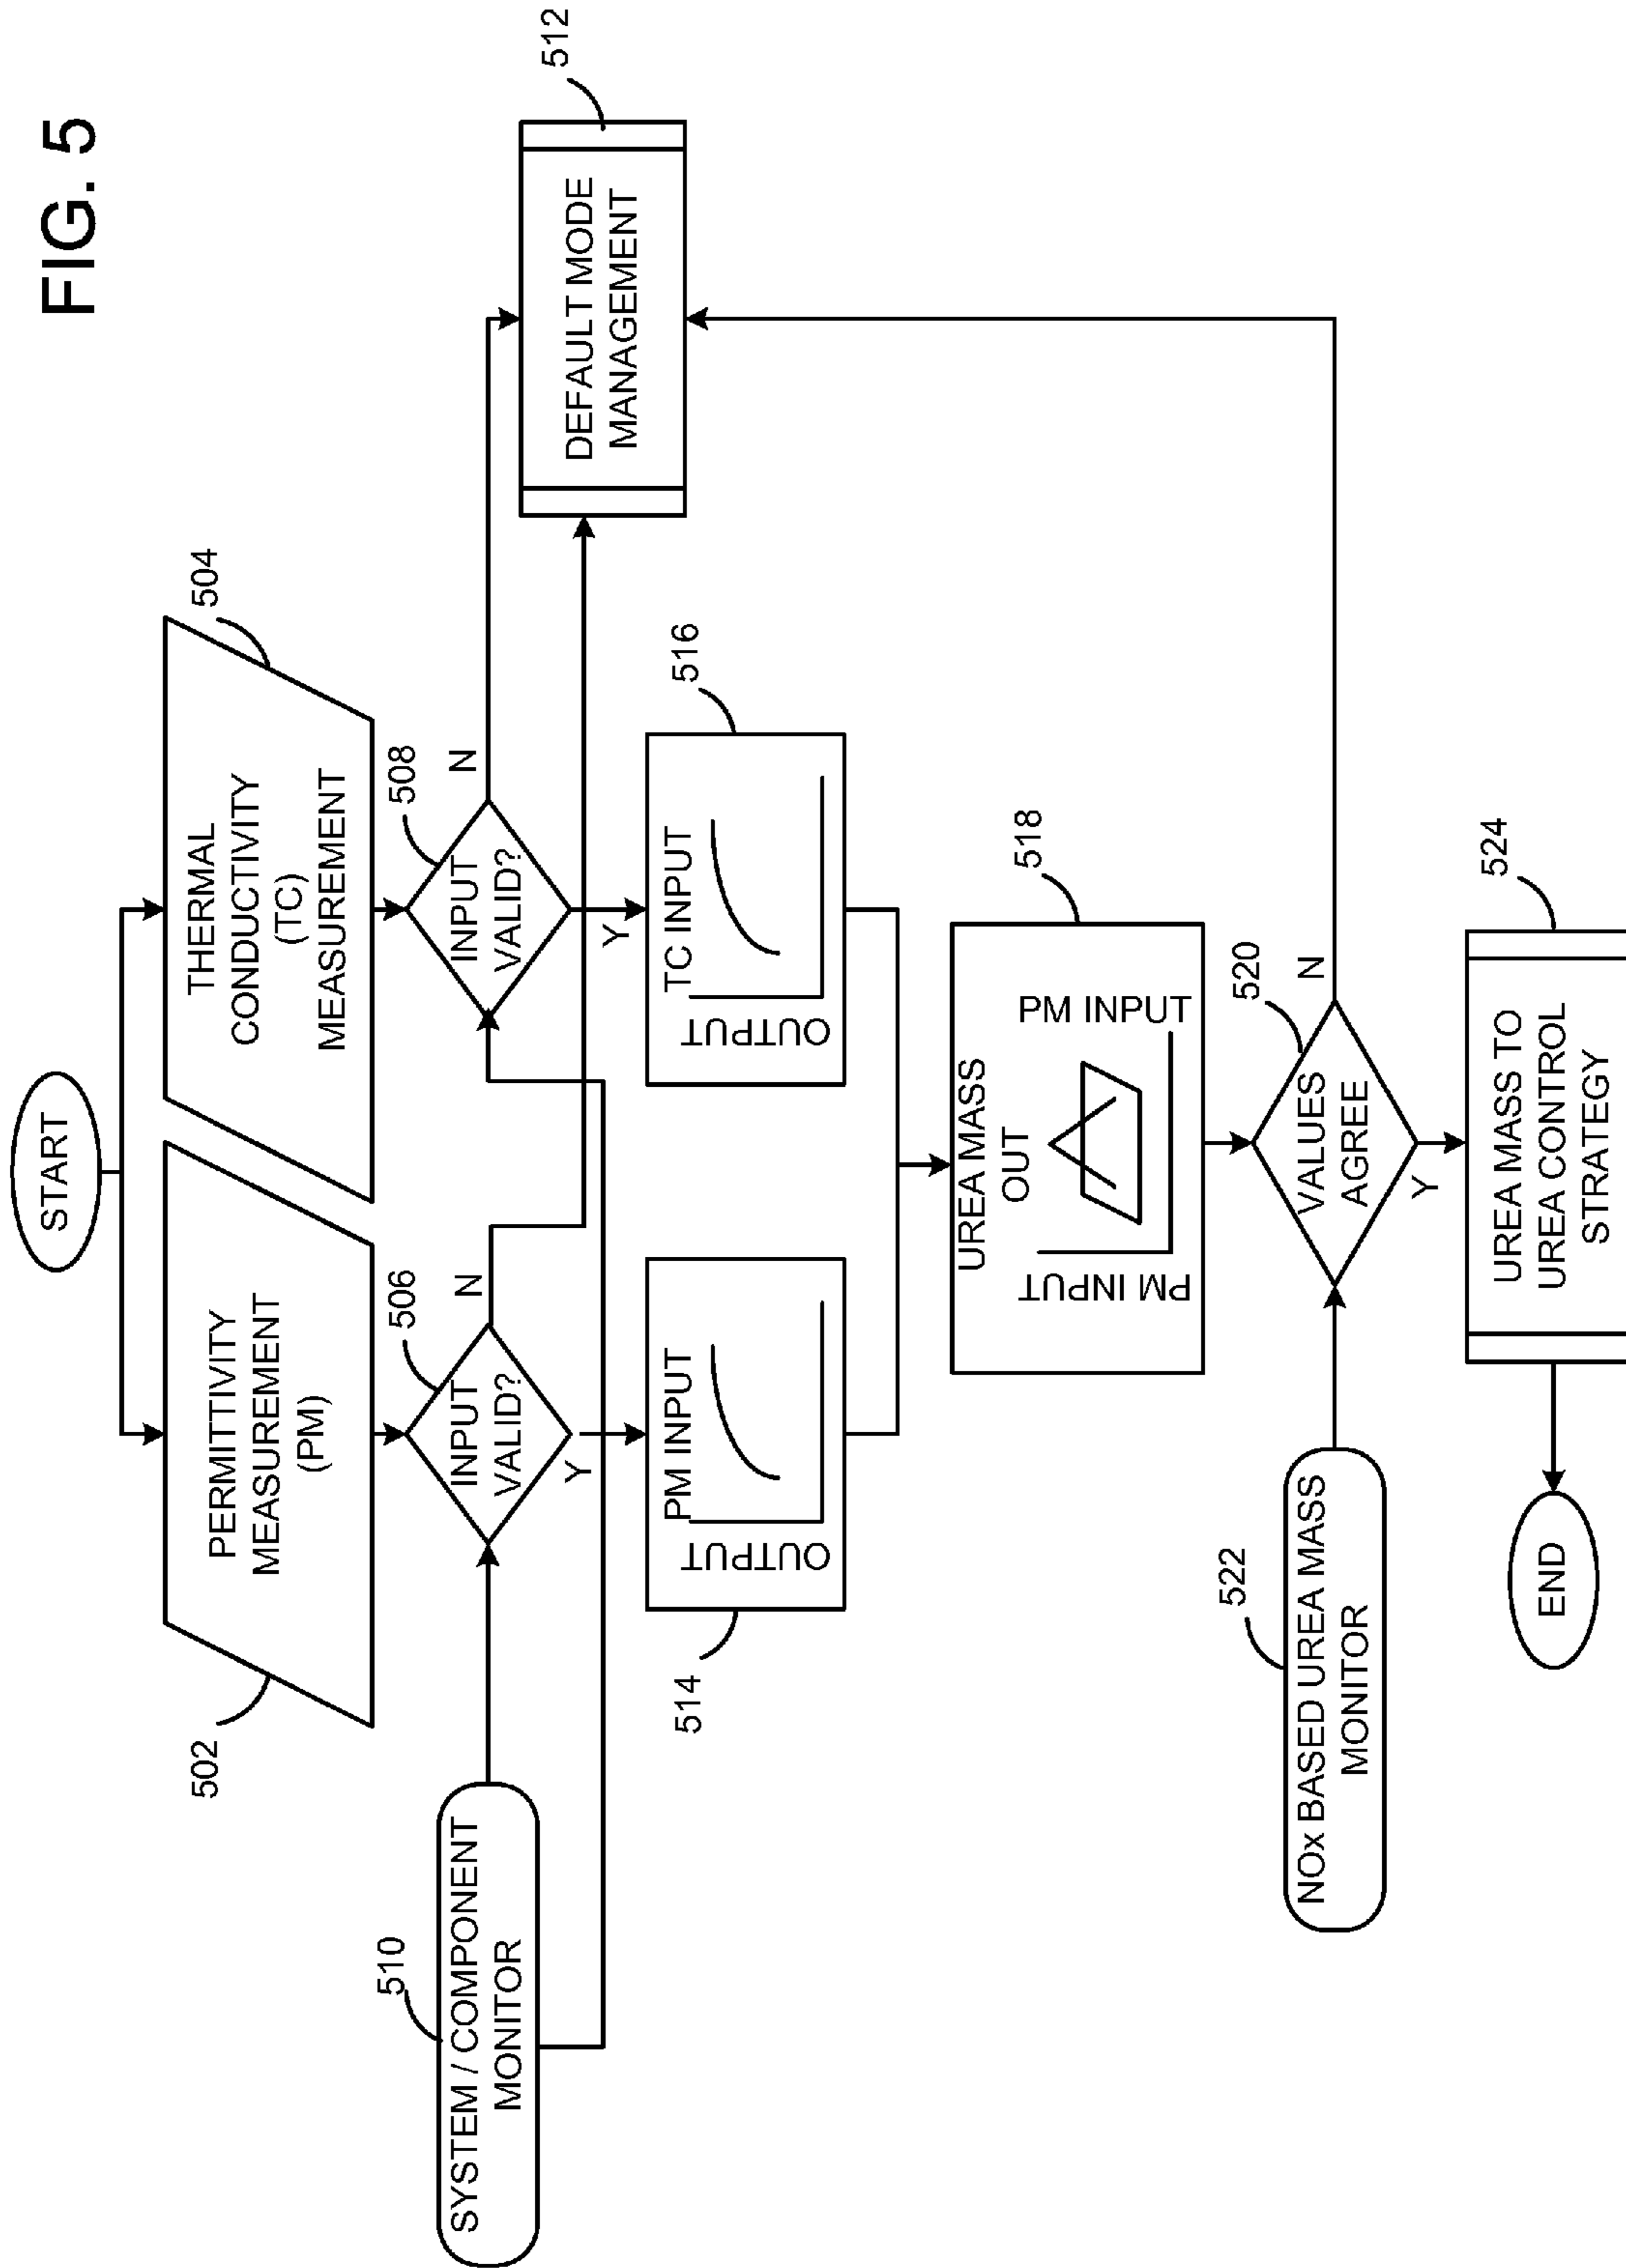 FIG. 5
START
502
PERMITTIVITY
MEASUREMENT
(PM)
THERMAL
CONDUCTIVITY
(TC)
MEASUREMENT
504
510
SYSTEM / COMPONENT
MONITOR
506
INPUT
VALID?
N
Y
508
INPUT
VALID?
N
Y
DEFAULT MODE
MANAGEMENT
512
514
PM INPUT
OUTPUT
516
TC INPUT
OUTPUT
518
UREA MASS
OUT
PM INPUT
PM INPUT
522
NOx BASED UREA MASS
MONITOR
520
VALUES
AGREE
N
Y
524
UREA MASS TO
UREA CONTROL
STRATEGY
END